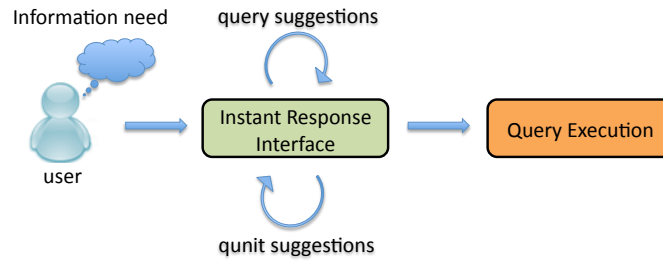 Information need
query suggestions
Instant Response
Interface
Query Execution
user
qunit suggestions